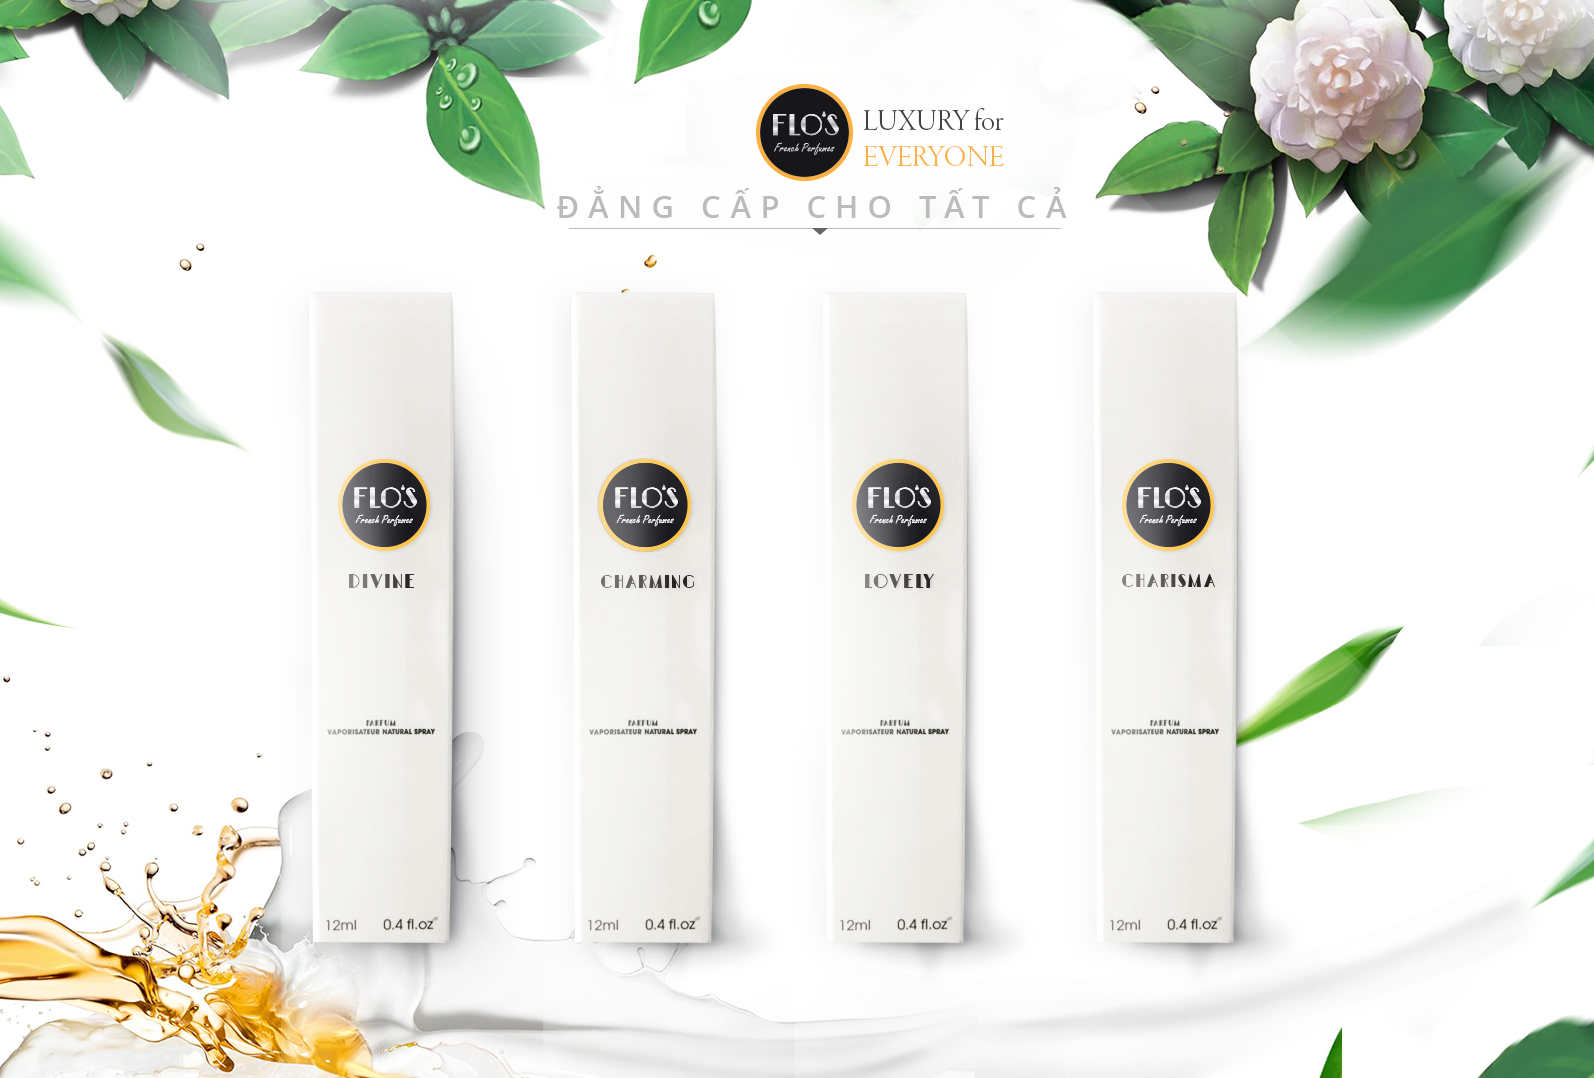 FLO'S
French Perfumes
LUXURY for
EVERYONE
ĐẲNG CẤP CHO TẤT CẢ
FLO'S
French Perfumes
DIVINE
PARFUM
VAPORISATEUR NATURAL SPRAY
12ml 0.4 fl.oz
FLO'S
French Perfumes
CHARMING
PARFUM
VAPORISATEUR NATURAL SPRAY
12ml 0.4 fl.oz
FLO'S
French Perfumes
LOVELY
PARFUM
VAPORISATEUR NATURAL SPRAY
12ml 0.4 fl.oz
FLO'S
French Perfumes
CHARISMA
PARFUM
VAPORISATEUR NATURAL SPRAY
12ml 0.4 fl.oz